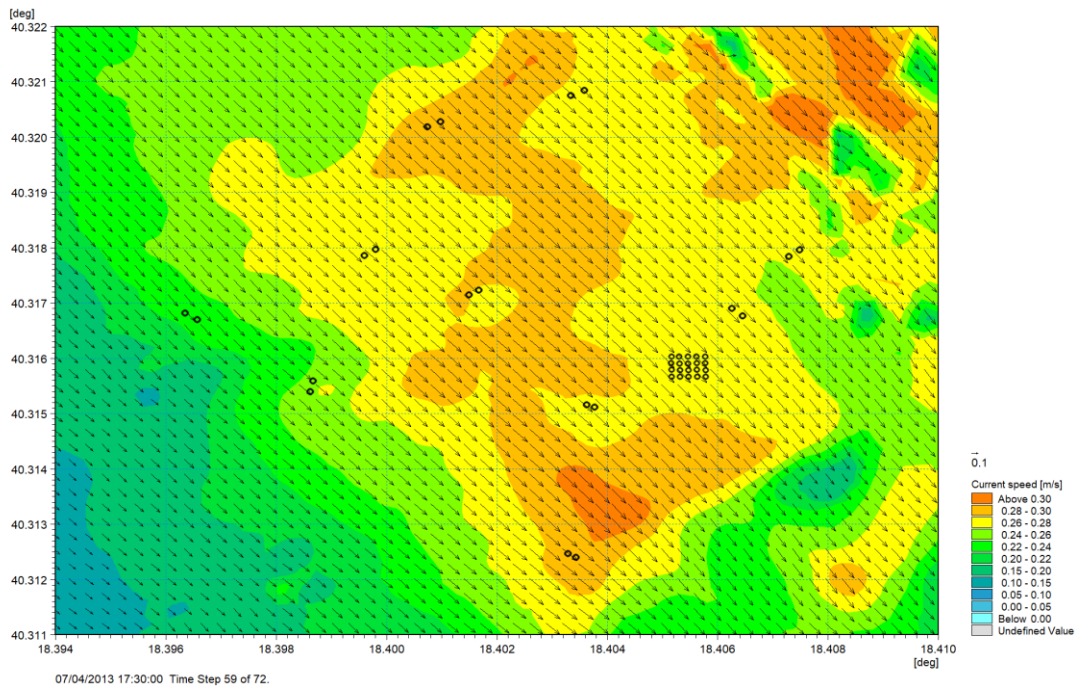 [deg]
40.322
40.321
40.320
40.319
40.318
40.317
40.316
40.315
40.314
40.313
40.312
40.311
18.394 18.396 18.398 18.400 18.402 18.404 18.406 18.408 18.410
[deg]
07/04/2013 17:30:00 Time Step 59 of 72.
0,1
Current speed [m/s]
Above 0.30
0.28 - 0.30
0.26 - 0.28
0.24 - 0.26
0.22 - 0.24
0.20 - 0.22
0.15 - 0.20
0.10 - 0.15
0.05 - 0.10
0.00 - 0.05
Below 0.00
Undefined Value